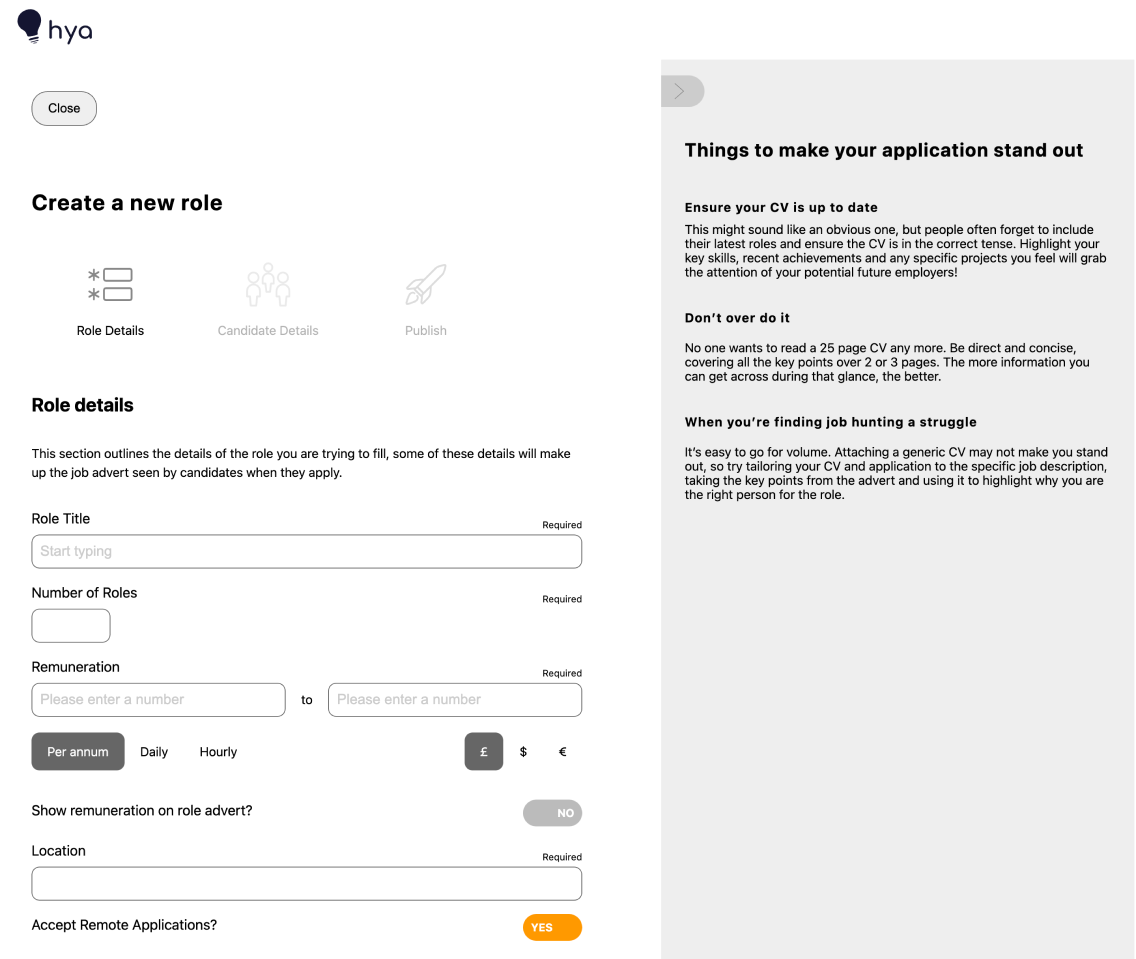 hya
Close
Create a new role
Role Details
Candidate Details
Publish
Role details
This section outlines the details of the role you are trying to fill, some of these details will make
up the job advert seen by candidates when they apply.
Role Title
Required
Start typing
Number of Roles
Required
Remuneration
Required
Please enter a number
to
Please enter a number
Per annum
Daily
Hourly
£
$
€
Show remuneration on role advert?
NO
Location
Required
Accept Remote Applications?
YES
Things to make your application stand out
Ensure your CV is up to date
This might sound like an obvious one, but people often forget to include
their latest roles and ensure the CV is in the correct tense. Highlight your
key skills, recent achievements and any specific projects you feel will grab
the attention of your potential future employers!
Don’t over do it
No one wants to read a 25 page CV any more. Be direct and concise,
covering all the key points over 2 or 3 pages. The more information you
can get across during that glance, the better.
When you’re finding job hunting a struggle
It’s easy to go for volume. Attaching a generic CV may not make you stand
out, so try tailoring your CV and application to the specific job description,
taking the key points from the advert and using it to highlight why you are
the right person for the role.